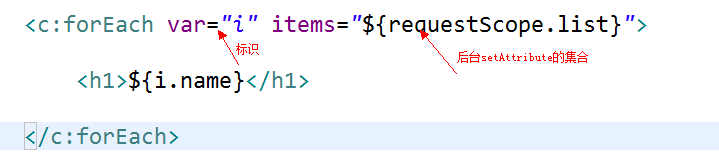 <c:forEach var="i" items="${requestScope.list}">
标识
后台setAttribute的集合
<h1>${i.name}</h1>
</c:forEach>